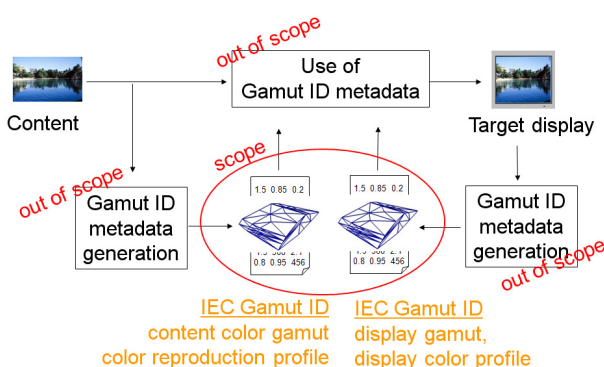 out of scope
Use of
Gamut ID metadata
Content
Target display
scope
out of scope
Gamut ID
metadata
generation
1.5 0.85 0.2
0.8 0.95 456
1.5 0.85 0.2
0.8 0.95 456
Gamut ID
metadata
generation
out of scope
IEC Gamut ID
content color gamut
color reproduction profile
IEC Gamut ID
display gamut,
display color profile